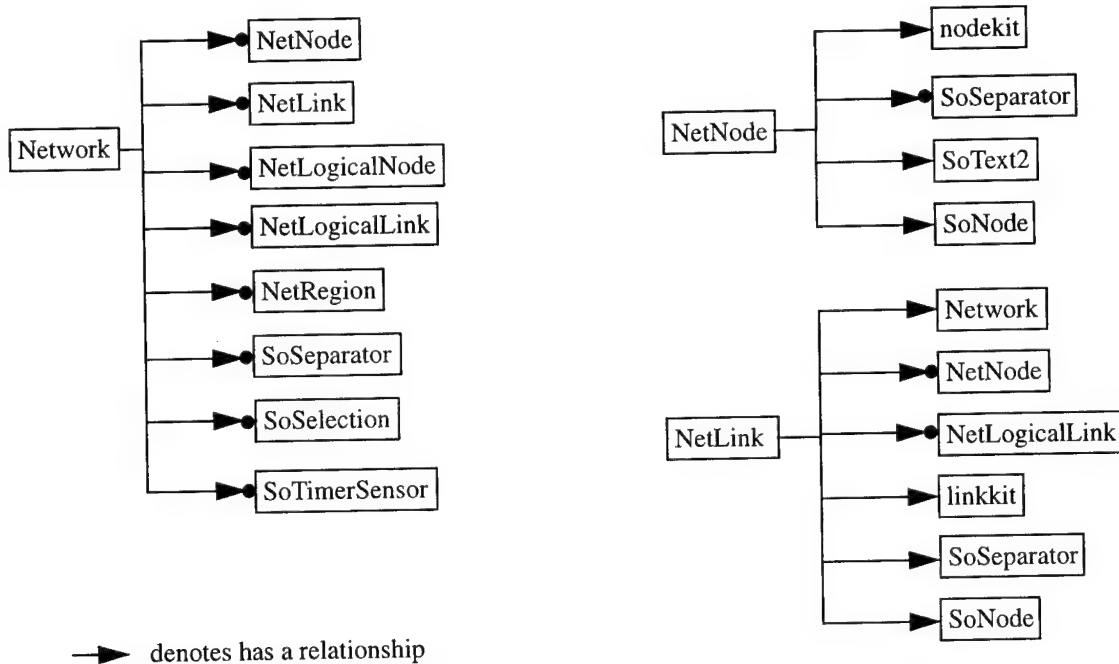 Network
NetNode
NetLink
NetLogicalNode
NetLogicalLink
NetRegion
SoSeparator
SoSelection
SoTimerSensor
NetNode
nodekit
SoSeparator
SoText2
SoNode
NetLink
Network
NetNode
NetLogicalLink
linkkit
SoSeparator
SoNode
denotes has a relationship